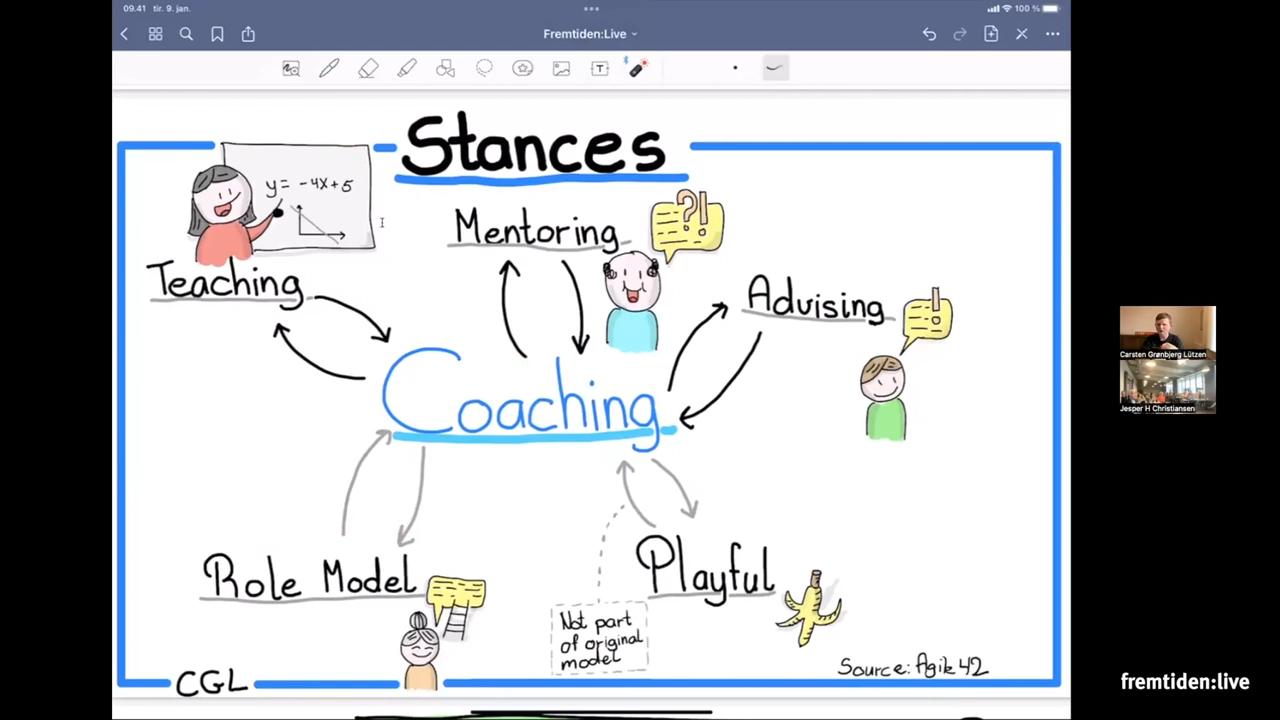 09.41 tir. 9. jan.
100 %
Fremtiden:Live
Stances
y = -4x+5
Mentoring
?!
Teaching
Advising
!
Coaching
Role Model
Playful
Not part
of original
model
Source: Agile 42
CGL
Carsten Grønbjerg Lützen
Jesper H Christiansen
fremtiden:live